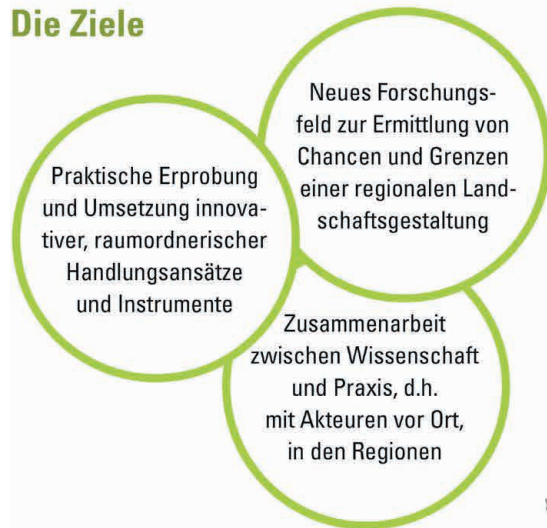 Die Ziele
Neues Forschungs-
feld zur Ermittlung von
Chancen und Grenzen
einer regionalen Land-
schaftsgestaltung
Praktische Erprobung
und Umsetzung innova-
tiver, raumordnerischer
Handlungsansätze
und Instrumente
Zusammenarbeit
zwischen Wissenschaft
und Praxis, d.h.
mit Akteuren vor Ort,
in den Regionen